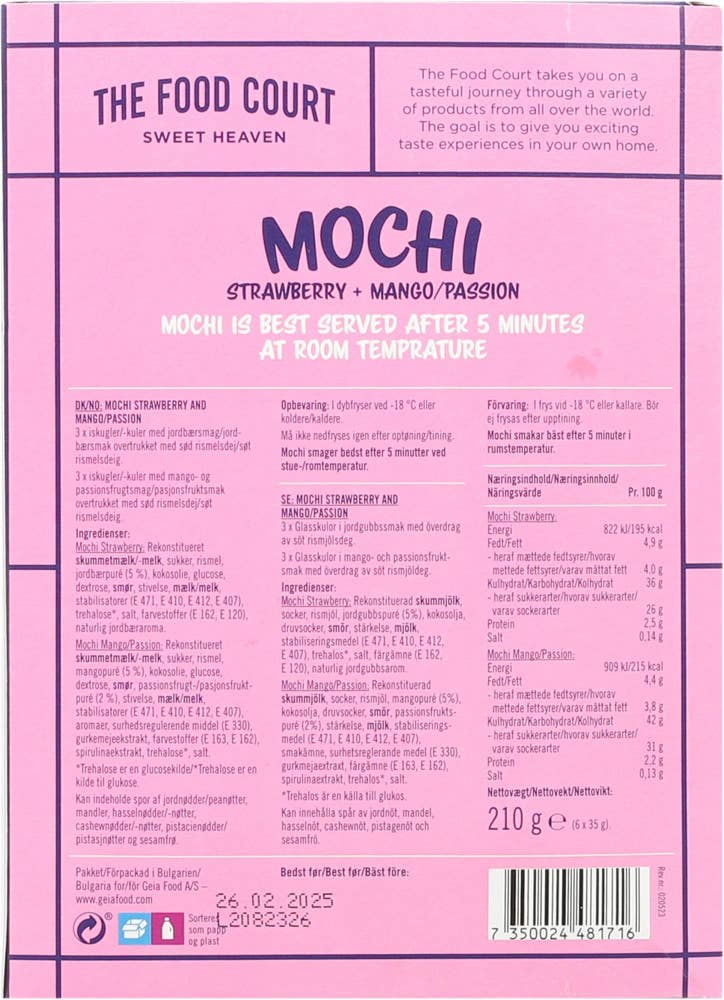 THE FOOD COURT
SWEET HEAVEN
The Food Court takes you on a
tasteful journey through a variety
of products from all over the world.
The goal is to give you exciting
taste experiences in your own home.
MOCHI
STRAWBERRY + MANGO/PASSION
MOCHI IS BEST SERVED AFTER 5 MINUTES
AT ROOM TEMPRATURE
DK/NO: MOCHI STRAWBERRY AND
MANGO/PASSION
3 x iskugler/-kuler med jordbærsmag/jord-
bærsmak overtrukket med sød rismelsdej/søt
rismelsdeig.
3 x iskugler/-kuler med mango- og
passionsfrugtsmag/pasjonsfruktsmak
overtrukket med sød rismelsdej/søt
rismelsdeig.
Ingredienser:
Mochi Strawberry: Rekonstitueret
skummetmælk/-melk, sukker, rismel,
jordbærpuré (5 %), kokosolie, glucose,
dextrose, smør, stivelse, mælk/melk,
stabilisatorer (E 471, E 410, E 412, E 407),
trehalose*, salt, farvestoffer (E 162, E 120),
naturlig jordbæraroma.
Mochi Mango/Passion: Rekonstitueret
skummetmælk/-melk, sukker, rismel,
mangopuré (5 %), kokosolie, glucose,
dextrose, smør, passionsfrugt-/pasjonsfrukt-
puré (2 %), stivelse, mælk/melk,
stabilisatorer (E 471, E 410, E 412, E 407),
aromaer, surhedsregulerende middel (E 330),
gurkemejeekstrakt, farvestoffer (E 163, E 162),
spirulinaekstrakt, trehalose*, salt.
*Trehalose er en glucosekilde/*Trehalose er en
kilde til glukose.
Kan indeholde spor af jordnødder/peanøtter,
mandler, hasselnødder/-nøtter,
cashewnødder/-nøtter, pistacienødder/
pistasjnøtter og sesamfrø.
Opbevaring: I dybfryser ved -18 °C eller
koldere/kaldere.
Må ikke nedfryses igen efter optøning/tining.
Mochi smager bedst efter 5 minutter ved
stue-/romtemperatur.
SE: MOCHI STRAWBERRY AND
MANGO/PASSION
3 x Glasskulor i jordgubbssmak med överdrag
av söt rismjölsdeg.
3 x Glasskulor i mango- och passionsfrukt-
smak med överdrag av söt rismjöldeg.
Ingredienser:
Mochi Strawberry: Rekonstituerad skummjölk,
socker, rismjöl, jordgubbspuré (5%), kokosolja,
druvsocker, smör, stärkelse, mjölk,
stabiliseringsmedel (E 471, E 410, E 412,
E 407), trehalos*, salt, färgämne (E 162,
E 120), naturlig jordgubbsarom.
Mochi Mango/Passion: Rekonstituerad
skummjölk, socker, rismjöl, mangopuré (5%),
kokosolja, druvsocker, smör, passionsfrukts-
puré (2%), stärkelse, mjölk, stabiliserings-
medel (E 471, E 410, E 412, E 407),
smakämne, surhetsreglerande medel (E 330),
gurkmejaextrakt, färgämne (E 163, E 162),
spirulinaextrakt, trehalos*, salt.
*Trehalos är en källa till glukos.
Kan innehålla spår av jordnöt, mandel,
hasselnöt, cashewnöt, pistagenöt och
sesamfrö.
Förvaring: I frys vid -18 °C eller kallare. Bör
ej frysas efter upptining.
Mochi smakar bäst efter 5 minuter i
rumstemperatur.
Næringsindhold/Næringsinnhold/
Näringsvärde Pr. 100 g
Mochi Strawberry:
Energi 822 kJ/195 kcal
Fedt/Fett 4,9 g
- heraf mættede fedtsyrer/hvorav
mettede fettsyrer/varav mättat fett 4,0 g
Kulhydrat/Karbohydrat/Kolhydrat 36 g
- heraf sukkerarter/hvorav sukkerarter/
varav sockerarter 26 g
Protein 2,5 g
Salt 0,14 g
Mochi Mango/Passion:
Energi 909 kJ/215 kcal
Fedt/Fett 4,4 g
- heraf mættede fedtsyrer/hvorav
mettede fettsyrer/varav mättat fett 3,8 g
Kulhydrat/Karbohydrat/Kolhydrat 42 g
- heraf sukkerarter/hvorav sukkerarter/
varav sockerarter 31 g
Protein 2,2 g
Salt 0,13 g
Nettovægt/Nettovekt/Nettovikt:
210 g e (6 x 35 g).
Pakket/Förpackad i Bulgarien/
Bulgaria for/för Geia Food A/S –
www.geiafood.com
Sorteres
som papp
og plast
Bedst før/Best før/Bäst före:
26.02.2025
L2082326
7 350024 481716
Rev.nr. 020523